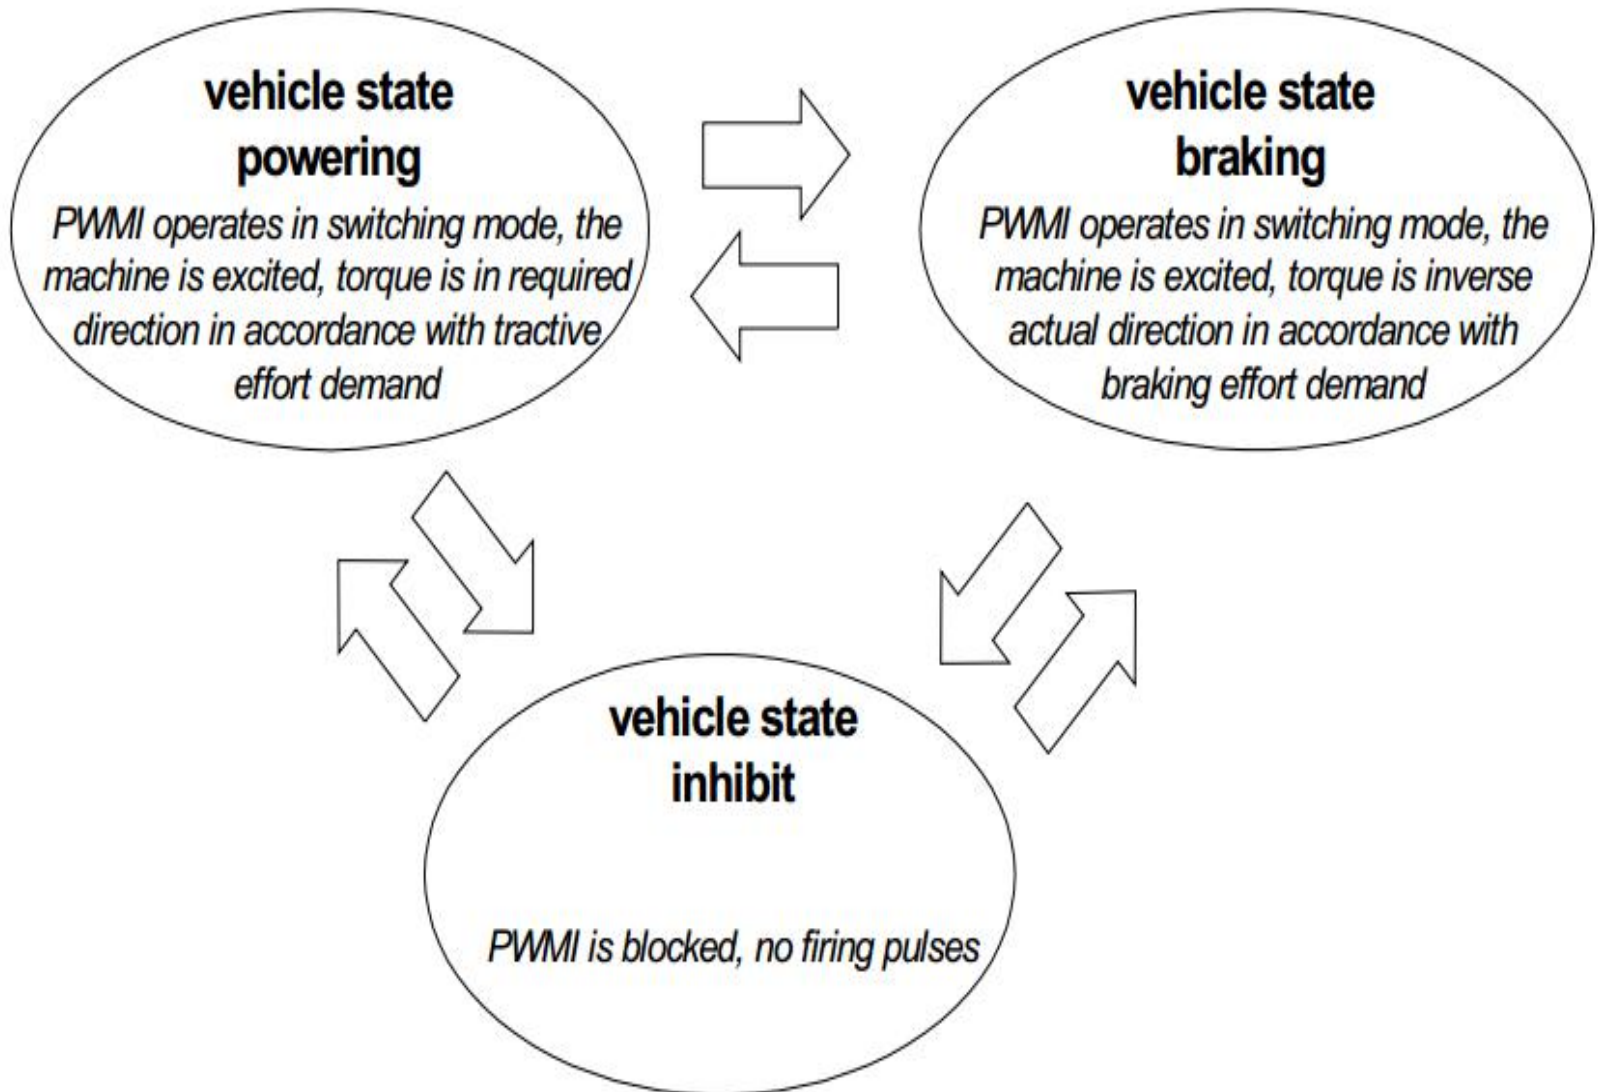 vehicle state
powering
PWMI operates in switching mode, the
machine is excited, torque is in required
direction in accordance with tractive
effort demand
vehicle state
braking
PWMI operates in switching mode, the
machine is excited, torque is inverse
actual direction in accordance with
braking effort demand
vehicle state
inhibit
PWMI is blocked, no firing pulses